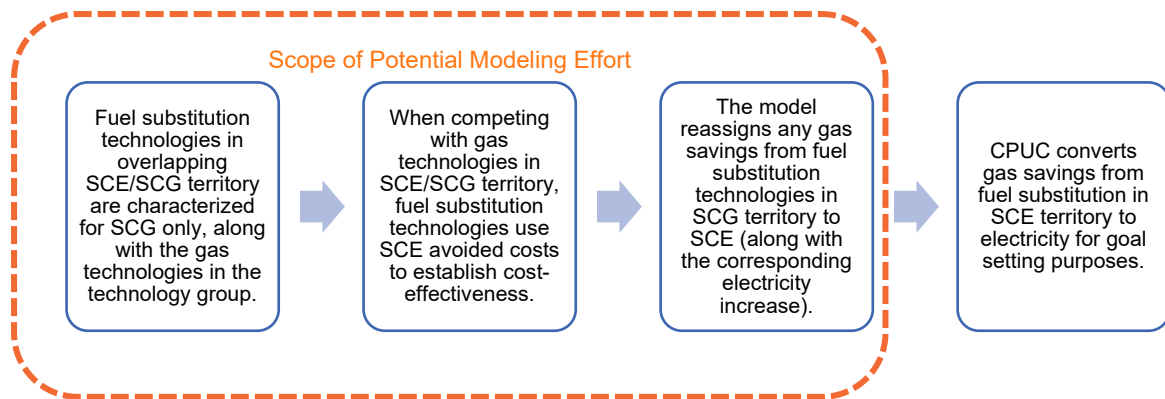 Scope of Potential Modeling Effort
Fuel substitution
technologies in
overlapping
SCE/SCG territory
are characterized
for SCG only, along
with the gas
technologies in the
technology group.
When competing
with gas
technologies in
SCE/SCG territory,
fuel substitution
technologies use
SCE avoided costs
to establish cost-
effectiveness.
The model
reassigns any gas
savings from fuel
substitution
technologies in
SCG territory to
SCE (along with
the corresponding
electricity
increase).
CPUC converts
gas savings from
fuel substitution in
SCE territory to
electricity for goal
setting purposes.